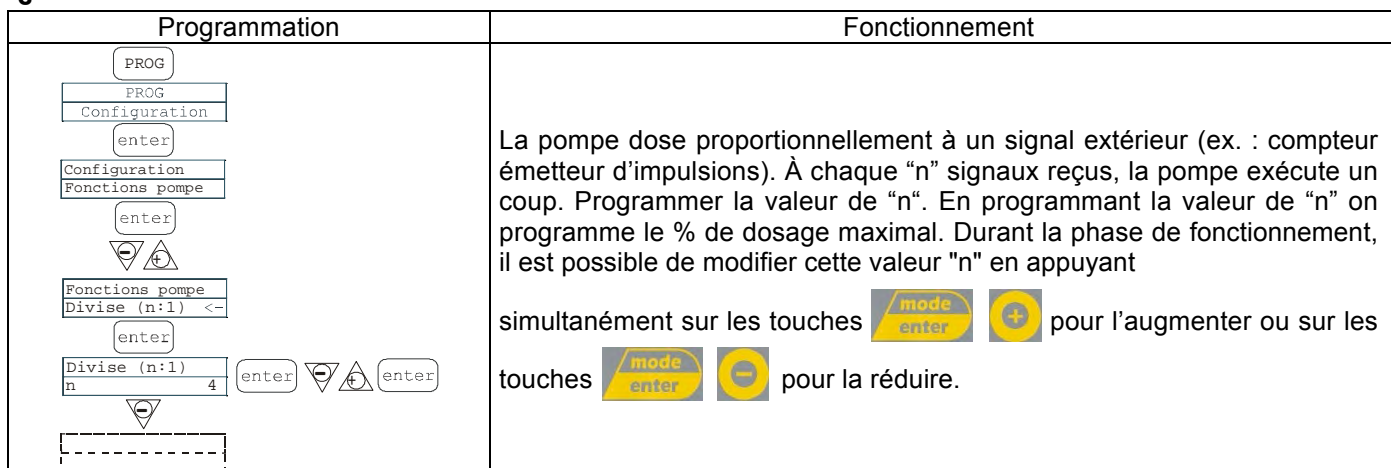 Programmation
Fonctionnement
PROG
PROG
Configuration
enter
Configuration
Fonctions pompe
enter
- +
Fonctions pompe
Divise (n:1) <-
enter
Divise (n:1)
n 4
enter - + enter
-
La pompe dose proportionnellement à un signal extérieur (ex. : compteur
émetteur d’impulsions). À chaque “n” signaux reçus, la pompe exécute un
coup. Programmer la valeur de “n“. En programmant la valeur de “n” on
programme le % de dosage maximal. Durant la phase de fonctionnement,
il est possible de modifier cette valeur "n" en appuyant
simultanément sur les touches mode enter + pour l’augmenter ou sur les
touches mode enter - pour la réduire.